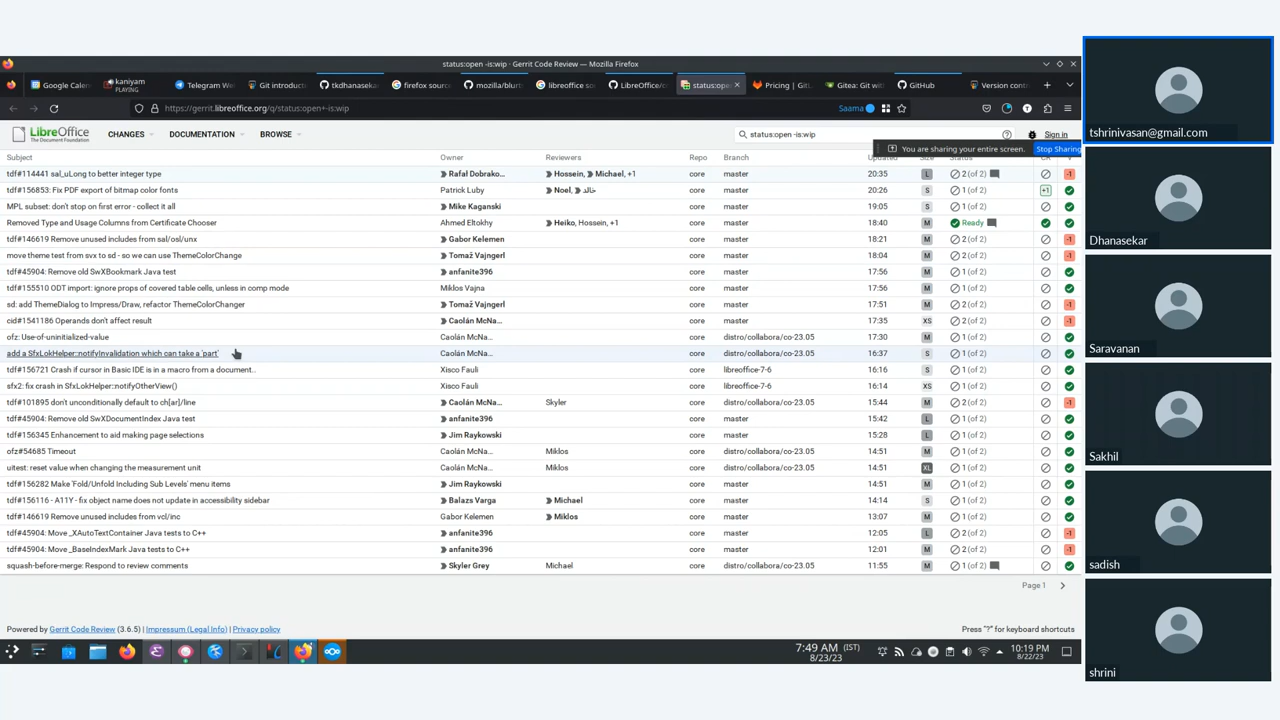 status:open -is:wip · Gerrit Code Review — Mozilla Firefox
Google Calen
kaniyam
PLAYING
Telegram We
Git introduct
tkdhanaseka
firefox source
mozilla/blurt
libreoffice so
LibreOffice/c
status:open
Pricing | GitL
Gitea: Git wit
GitHub
Version contr
https://gerrit.libreoffice.org/q/status:open+-is:wip
Saama
LibreOffice
The Document Foundation
CHANGES
DOCUMENTATION
BROWSE
status:open -is:wip
Sign in
You are sharing your entire screen.
Stop Sharing
Subject Owner Reviewers Repo Branch Updated Size Status CR V
tdf#114441 sal_uLong to better integer type Rafal Dobrako... Hossein, Michael, +1 core master 20:35 L 2 (of 2) -1
tdf#156853: Fix PDF export of bitmap color fonts Patrick Luby Noel, خالد core master 20:26 S 1 (of 2) +1
MPL subset: don't stop on first error - collect it all Mike Kaganski core master 19:05 S 1 (of 2)
Removed Type and Usage Columns from Certificate Chooser Ahmed Eltokhy Heiko, Hossein, +1 core master 18:40 M Ready
tdf#146619 Remove unused includes from sal/osl/unx Gabor Kelemen core master 18:21 M 2 (of 2) -1
move theme test from svx to sd - so we can use ThemeColorChange Tomaž Vajngerl core master 18:04 M 2 (of 2) -1
tdf#45904: Remove old SwXBookmark Java test anfanite396 core master 17:56 M 1 (of 2)
tdf#155510 ODT import: ignore props of covered table cells, unless in comp mode Miklos Vajna core master 17:56 M 1 (of 2)
sd: add ThemeDialog to Impress/Draw, refactor ThemeColorChange Tomaž Vajngerl core master 17:51 M 2 (of 2) -1
cid#1541186 Operands don't affect result Caolán McNa... core master 17:35 XS 2 (of 2) -1
ofz: Use-of-uninitialized-value Caolán McNa... core distro/collabora/co-23.05 17:30 M 1 (of 2)
add a SfxLokHelper::notifyInvalidation which can take a 'part' Caolán McNa... core distro/collabora/co-23.05 16:37 S 1 (of 2)
tdf#156721 Crash if cursor in Basic IDE is in a macro from a document.. Xisco Fauli core libreoffice-7-6 16:16 S 1 (of 2)
sfx2: fix crash in SfxLokHelper::notifyOtherView() Xisco Fauli core libreoffice-7-6 16:14 XS 1 (of 2)
tdf#101895 don't unconditionally default to ch[ar]/line Caolán McNa... Skyler core master 15:44 M 2 (of 2) -1
tdf#45904: Remove old SwXDocumentIndex Java test anfanite396 core master 15:42 L 1 (of 2)
tdf#156345 Enhancement to aid making page selections Jim Raykowski core master 15:28 L 1 (of 2)
ofz#54685 Timeout Caolán McNa... Miklos core distro/collabora/co-23.05 14:51 M 1 (of 2)
uitest: reset value when changing the measurement unit Caolán McNa... Miklos core distro/collabora/co-23.05 14:51 XL 1 (of 2)
tdf#156282 Make 'Fold/Unfold Including Sub Levels' menu items Jim Raykowski core master 14:51 M 1 (of 2)
tdf#156116 - A11Y - fix object name does not update in accessibility sidebar Balazs Varga Michael core master 14:14 S 1 (of 2)
tdf#146619 Remove unused includes from vcl/inc Gabor Kelemen Miklos core master 13:07 M 1 (of 2)
tdf#45904: Move _XAutoTextContainer Java tests to C++ anfanite396 core master 12:05 L 2 (of 2) -1
tdf#45904: Move _BaseIndexMark Java tests to C++ anfanite396 core master 12:01 M 2 (of 2) -1
squash-before-merge: Respond to review comments Skyler Grey Michael core distro/collabora/co-23.05 11:55 M 1 (of 2)
Page 1
Powered by Gerrit Code Review (3.6.5) | Impressum (Legal Info) | Privacy policy
Press "?" for keyboard shortcuts
7:49 AM (IST)
8/23/23
10:19 PM
8/22/23
tshrinivasan@gmail.com
Dhanasekar
Saravanan
Sakhil
sadish
shrini